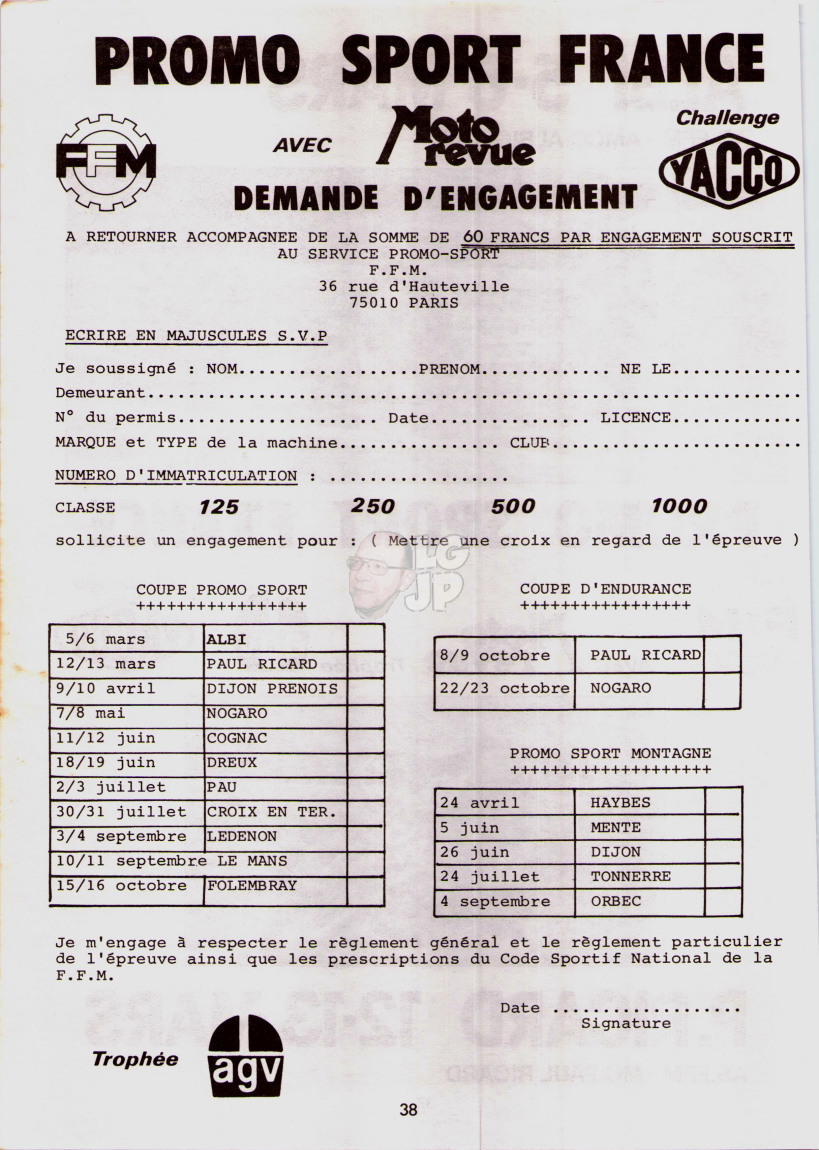 PROMO SPORT FRANCE
FFM
AVEC
Moto revue
Challenge
YACCO
DEMANDE D'ENGAGEMENT
A RETOURNER ACCOMPAGNEE DE LA SOMME DE 60 FRANCS PAR ENGAGEMENT SOUSCRIT
AU SERVICE PROMO-SPORT
F.F.M.
36 rue d'Hauteville
75010 PARIS
ECRIRE EN MAJUSCULES S.V.P
Je soussigné : NOM..................PRENOM............... NE LE.............
Demeurant.............................................................................
N° du permis.................... Date................ LICENCE.............
MARQUE et TYPE de la machine................ CLUB.........................
NUMERO D'IMMATRICULATION : ..................
CLASSE 125 250 500 1000
sollicite un engagement pour : ( Mettre une croix en regard de l'épreuve )
LG
JP
COUPE PROMO SPORT
+++++++++++++++++
5/6 mars ALBI
12/13 mars PAUL RICARD
9/10 avril DIJON PRENOIS
7/8 mai NOGARO
11/12 juin COGNAC
18/19 juin DREUX
2/3 juillet PAU
30/31 juillet CROIX EN TER.
3/4 septembre LEDENON
10/11 septembre LE MANS
15/16 octobre FOLEMBRAY
COUPE D'ENDURANCE
+++++++++++++++++
8/9 octobre PAUL RICARD
22/23 octobre NOGARO
PROMO SPORT MONTAGNE
++++++++++++++++++++
24 avril HAYBES
5 juin MENTE
26 juin DIJON
24 juillet TONNERRE
4 septembre ORBEC
Je m'engage à respecter le règlement général et le règlement particulier
de l'épreuve ainsi que les prescriptions du Code Sportif National de la
F.F.M.
Date ...................
Signature
Trophée
agv
38